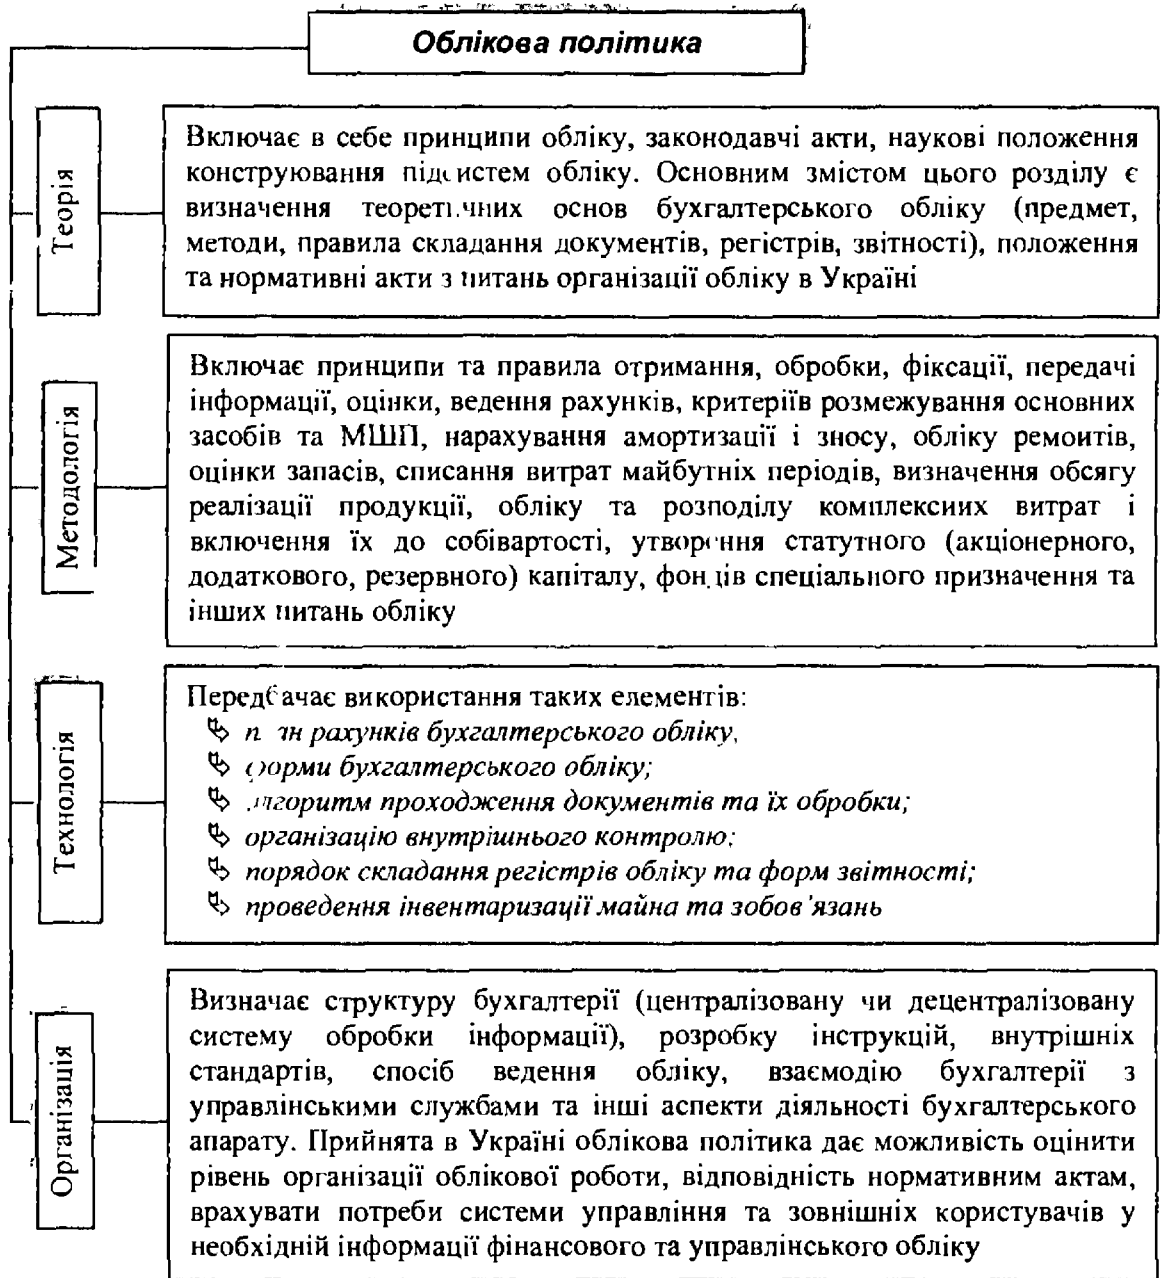 Облікова політика
Теорія
Включає в себе принципи обліку, законодавчі акти, наукові положення
конструювання підсистем обліку. Основним змістом цього розділу є
визначення теоретичних основ бухгалтерського обліку (предмет,
методи, правила складання документів, регістрів, звітності), положення
та нормативні акти з питань організації обліку в Україні
Методологія
Включає принципи та правила отримання, обробки, фіксації, передачі
інформації, оцінки, ведення рахунків, критеріїв розмежування основних
засобів та МШП, нарахування амортизації і зносу, обліку ремонтів,
оцінки запасів, списання витрат майбутніх періодів, визначення обсягу
реалізації продукції, обліку та розподілу комплексних витрат і
включення їх до собівартості, утворення статутного (акціонерного,
додаткового, резервного) капіталу, фондів спеціального призначення та
інших питань обліку
Технологія
Передбачає використання таких елементів:
план рахунків бухгалтерського обліку,
форми бухгалтерського обліку;
алгоритм проходження документів та їх обробки;
організацію внутрішнього контролю;
порядок складання регістрів обліку та форм звітності;
проведення інвентаризації майна та зобов'язань
Організація
Визначає структуру бухгалтерії (централізовану чи децентралізовану
систему обробки інформації), розробку інструкцій, внутрішніх
стандартів, спосіб ведення обліку, взаємодію бухгалтерії з
управлінськими службами та інші аспекти діяльності бухгалтерського
апарату. Прийнята в Україні облікова політика дає можливість оцінити
рівень організації облікової роботи, відповідність нормативним актам,
врахувати потреби системи управління та зовнішніх користувачів у
необхідній інформації фінансового та управлінського обліку